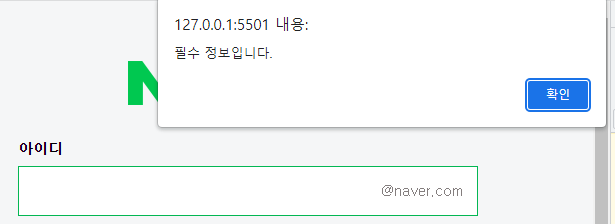 127.0.0.1:5501 내용:
필수 정보입니다.
확인
N
아이디
@naver.com